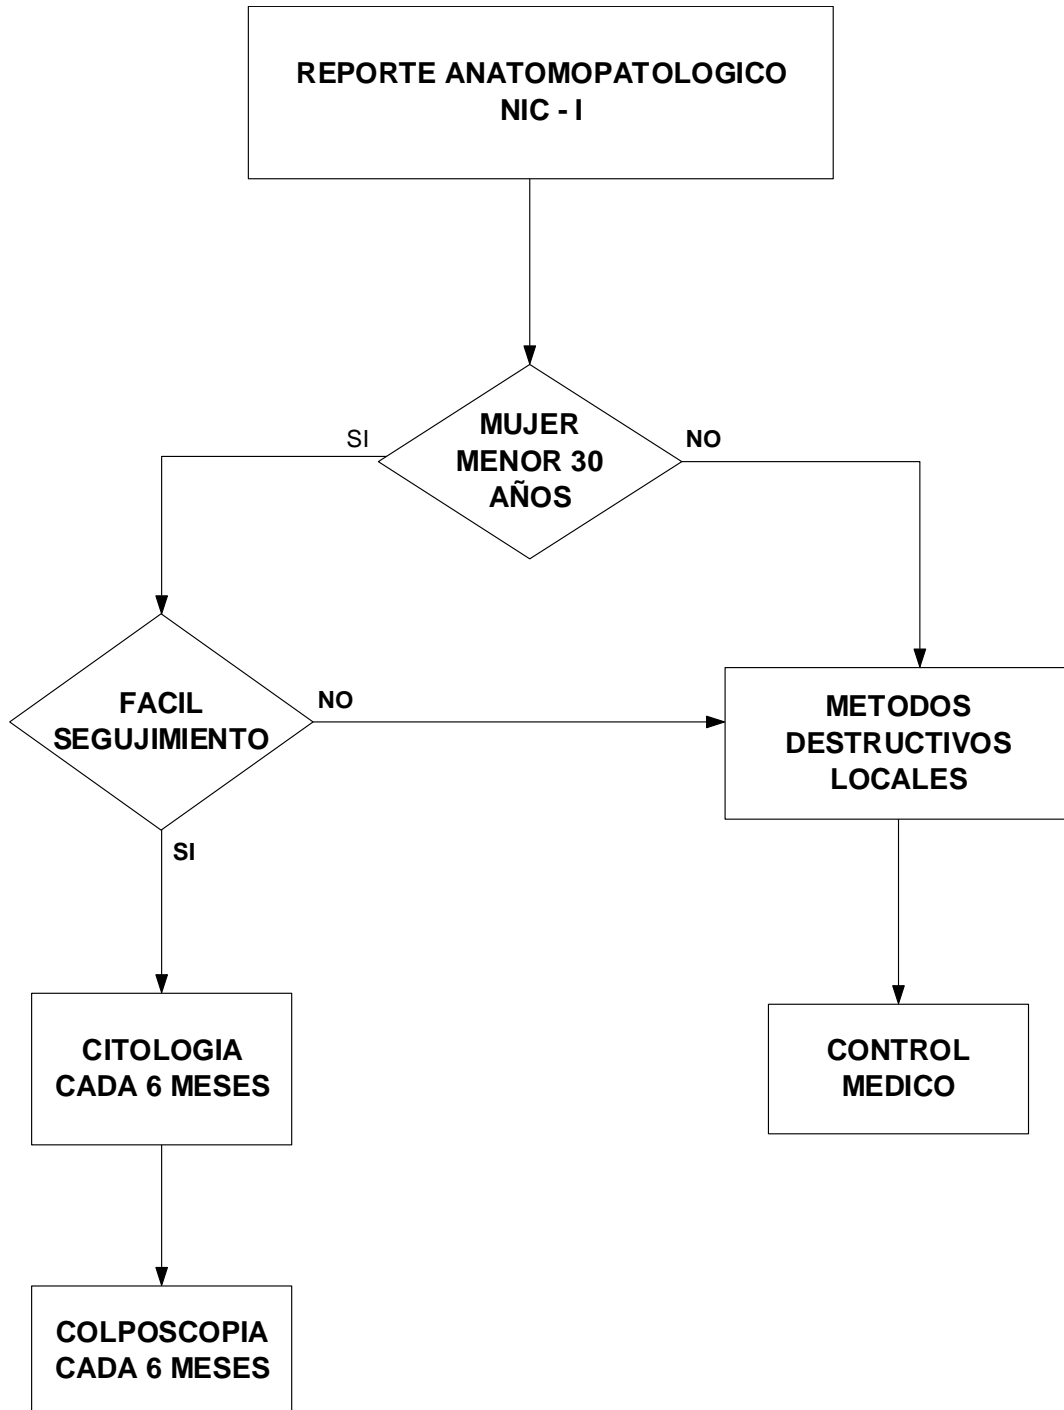 REPORTE ANATOMOPATOLOGICO
NIC - I
MUJER
MENOR 30
AÑOS
SI
NO
FACIL
SEGUJIMIENTO
NO
SI
METODOS
DESTRUCTIVOS
LOCALES
CITOLOGIA
CADA 6 MESES
CONTROL
MEDICO
COLPOSCOPIA
CADA 6 MESES